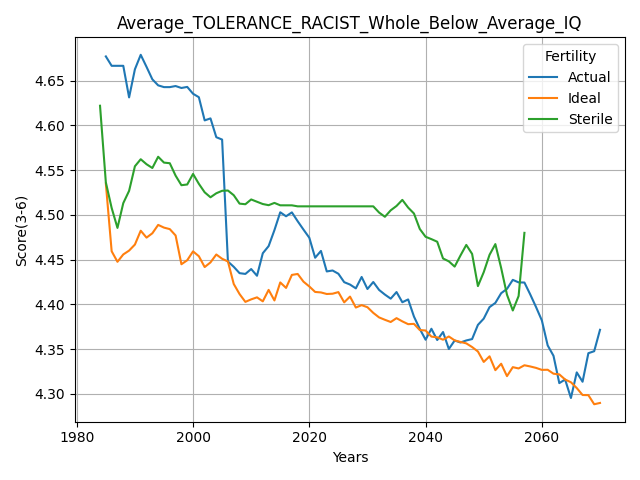 Average_TOLERANCE_RACIST_Whole_Below_Average_IQ
Fertility
Actual
Ideal
Sterile
Score(3-6)
4.65
4.60
4.55
4.50
4.45
4.40
4.35
4.30
1980 2000 2020 2040 2060
Years